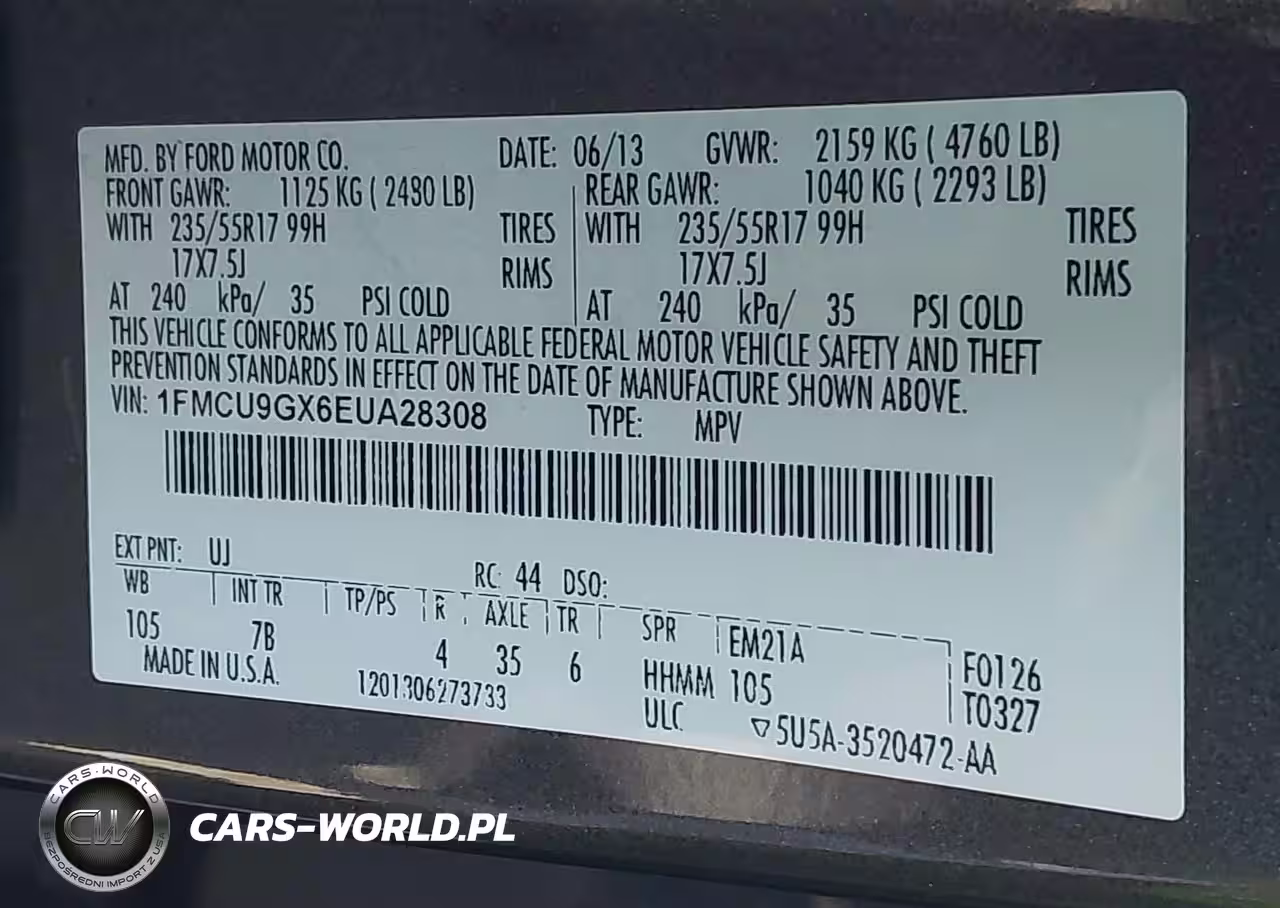 MFD. BY FORD MOTOR CO. DATE: 06/13 GVWR: 2159 KG ( 4760 LB)
FRONT GAWR: 1125 KG ( 2480 LB) REAR GAWR: 1040 KG ( 2293 LB)
WITH 235/55R17 99H TIRES WITH 235/55R17 99H TIRES
17X7.5J RIMS 17X7.5J RIMS
AT 240 kPa/ 35 PSI COLD AT 240 kPa/ 35 PSI COLD
THIS VEHICLE CONFORMS TO ALL APPLICABLE FEDERAL MOTOR VEHICLE SAFETY AND THEFT
PREVENTION STANDARDS IN EFFECT ON THE DATE OF MANUFACTURE SHOWN ABOVE.
VIN: 1FMCU9GX6EUA28308 TYPE: MPV
EXT PNT: UJ RC: 44 DSO:
WB INT TR TP/PS R AXLE TR SPR EM21A
105 7B 4 35 6 HHMM 105 F0126
MADE IN U.S.A. 1201306273733 ULC ▽5U5A-3520472-AA T0327
CARS-WORLD
CW
BEZPOŚREDNI IMPORT Z USA
CARS-WORLD.PL